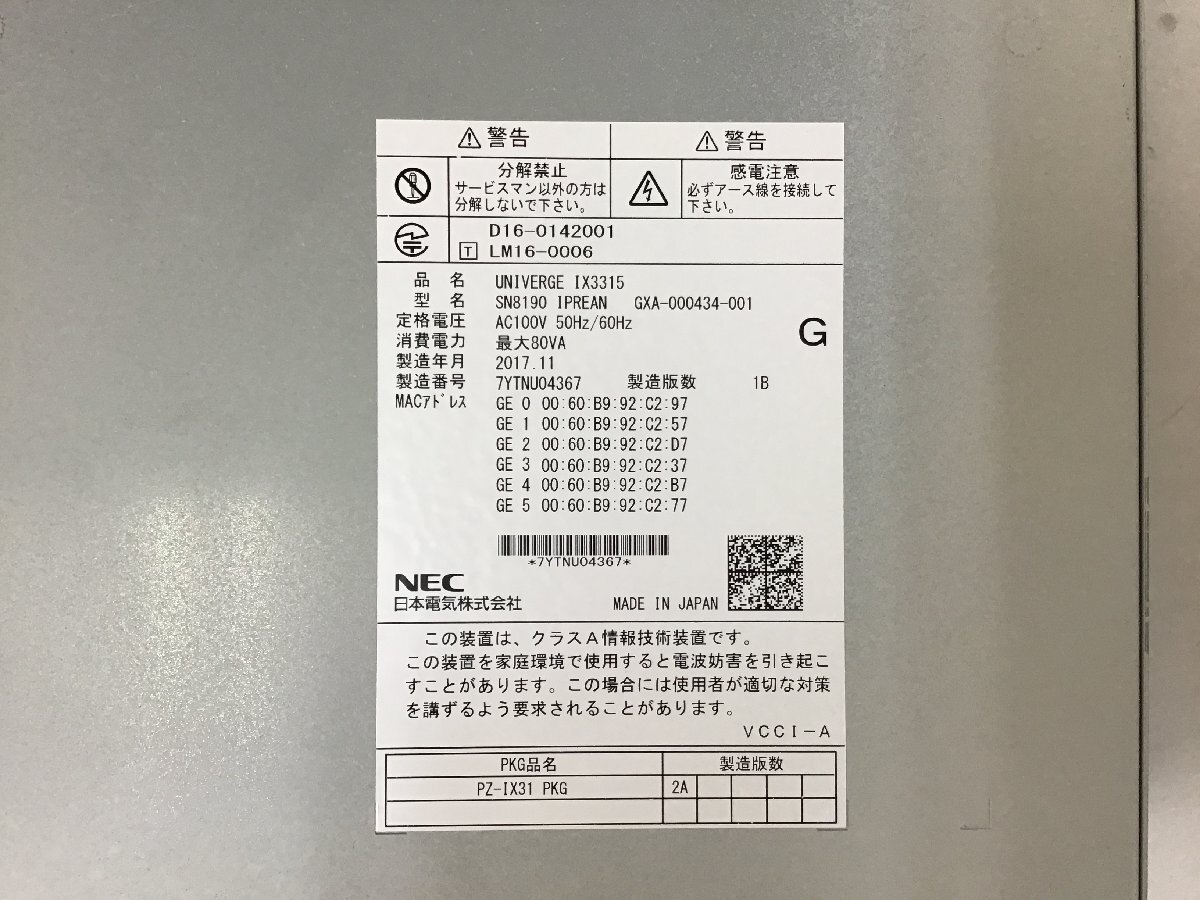 ⚠警告
⚠警告
分解禁止
サービスマン以外の方は
分解しないで下さい。
感電注意
必ずアース線を接続して
下さい。
D16-0142001
T LM16-0006
品名 UNIVERGE IX3315
型名 SN8190 IPREAN GXA-000434-001
定格電圧 AC100V 50Hz/60Hz
G
消費電力 最大80VA
製造年月 2017.11
製造番号 7YTNU04367 製造版数 1B
MACアドレス GE 0 00:60:B9:92:C2:97
GE 1 00:60:B9:92:C2:57
GE 2 00:60:B9:92:C2:D7
GE 3 00:60:B9:92:C2:37
GE 4 00:60:B9:92:C2:B7
GE 5 00:60:B9:92:C2:77
*7YTNU04367*
NEC
日本電気株式会社 MADE IN JAPAN
この装置は、クラスA情報技術装置です。
この装置を家庭環境で使用すると電波妨害を引き起こ
すことがあります。この場合には使用者が適切な対策
を講ずるよう要求されることがあります。
VCCI-A
PKG品名 製造版数
PZ-IX31 PKG 2A